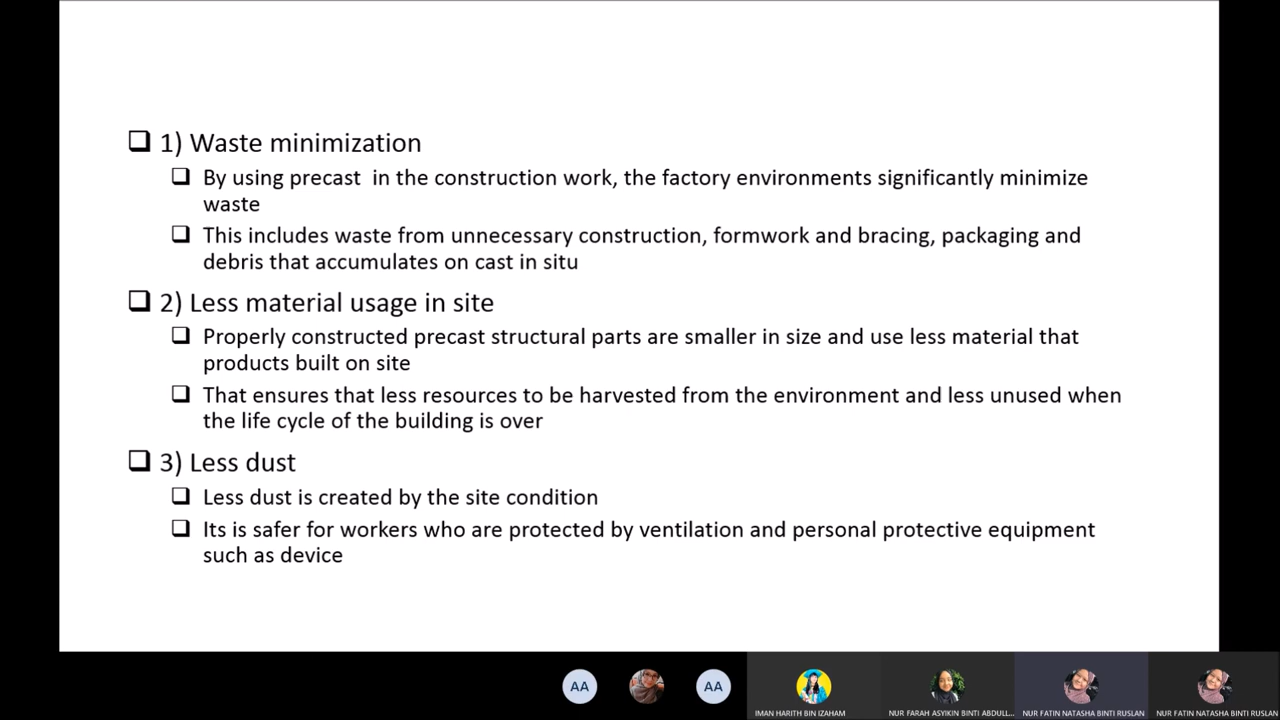 ❑ 1) Waste minimization
❑ By using precast  in the construction work, the factory environments significantly minimize
waste
❑ This includes waste from unnecessary construction, formwork and bracing, packaging and
debris that accumulates on cast in situ
❑ 2) Less material usage in site
❑ Properly constructed precast structural parts are smaller in size and use less material that
products built on site
❑ That ensures that less resources to be harvested from the environment and less unused when
the life cycle of the building is over
❑ 3) Less dust
❑ Less dust is created by the site condition
❑ Its is safer for workers who are protected by ventilation and personal protective equipment
such as device
AA AA
IMAN HARITH BIN IZAHAM NUR FARAH ASYIKIN BINTI ABDULL... NUR FATIN NATASHA BINTI RUSLAN NUR FATIN NATASHA BINTI RUSLAN